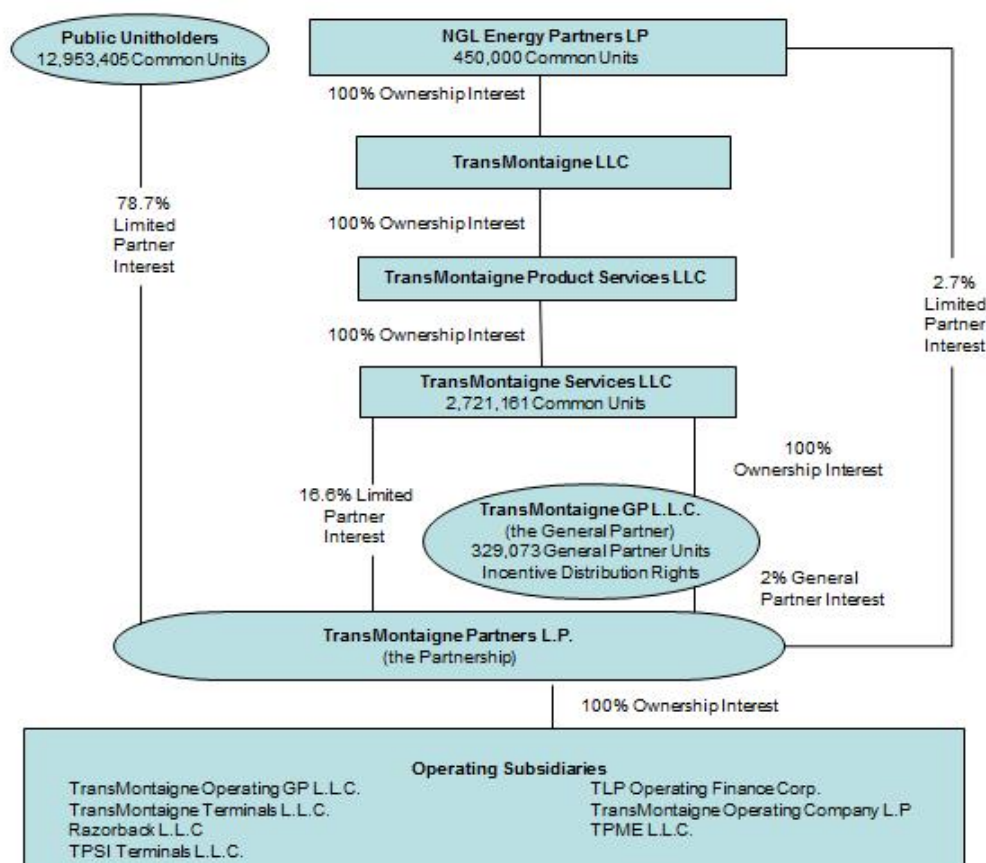 Public Unitholders
12,953,405 Common Units
NGL Energy Partners LP
450,000 Common Units
100% Ownership Interest
TransMontaigne LLC
78.7%
Limited
Partner
Interest
100% Ownership Interest
TransMontaigne Product Services LLC
2.7%
Limited
Partner
Interest
100% Ownership Interest
TransMontaigne Services LLC
2,721,161 Common Units
100%
Ownership Interest
16.6% Limited
Partner
Interest
TransMontaigne GP L.L.C.
(the General Partner)
329,073 General Partner Units
Incentive Distribution Rights
2% General
Partner Interest
TransMontaigne Partners L.P.
(the Partnership)
100% Ownership Interest
Operating Subsidiaries
TransMontaigne Operating GP L.L.C.
TransMontaigne Terminals L.L.C.
Razorback L.L.C
TPSI Terminals L.L.C.
TLP Operating Finance Corp.
TransMontaigne Operating Company L.P
TPME L.L.C.